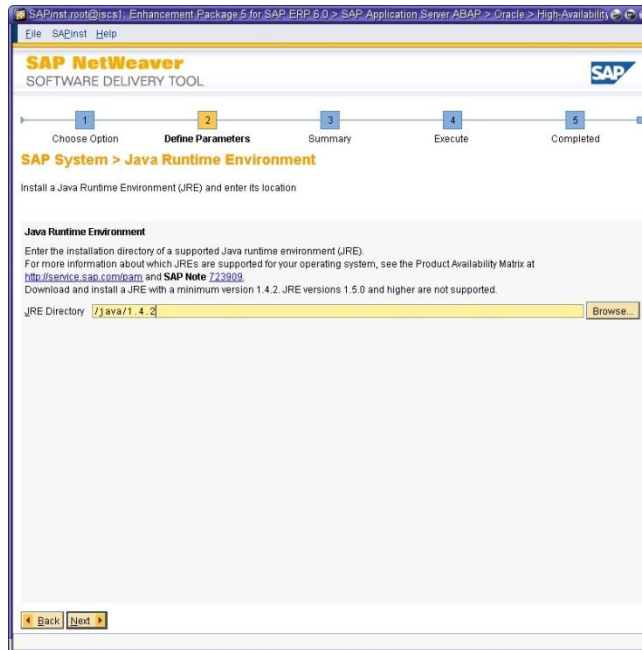 SAPinst root@iscs1: Enhancement Package 5 for SAP ERP 6.0 > SAP Application Server ABAP > Oracle > High-Availability
File SAPinst Help
SAP NetWeaver
SOFTWARE DELIVERY TOOL
SAP
1 2 3 4 5
Choose Option Define Parameters Summary Execute Completed
SAP System > Java Runtime Environment
Install a Java Runtime Environment (JRE) and enter its location
Java Runtime Environment
Enter the installation directory of a supported Java runtime environment (JRE).
For more information about which JREs are supported for your operating system, see the Product Availability Matrix at
http://service.sap.com/pam and SAP Note 723909.
Download and install a JRE with a minimum version 1.4.2. JRE versions 1.5.0 and higher are not supported.
JRE Directory /java/1.4.2 Browse...
Back Next